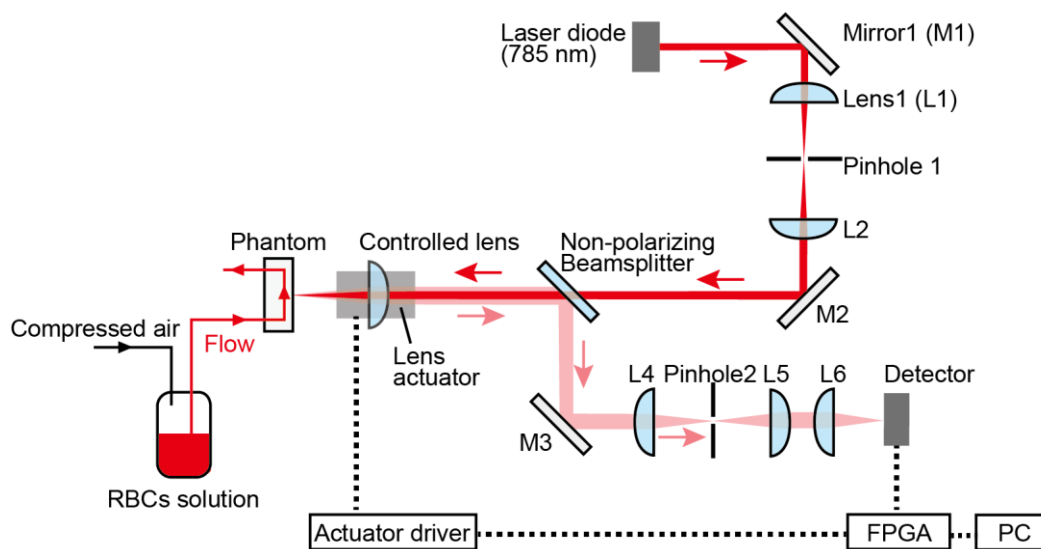 Laser diode
(785 nm)
Mirror1 (M1)
Lens1 (L1)
Pinhole 1
L2
Phantom
Controlled lens
Non-polarizing
Beamsplitter
M2
Compressed air
Flow
Lens
actuator
L4
Pinhole2
L5
L6
Detector
M3
RBCs solution
Actuator driver
FPGA
PC